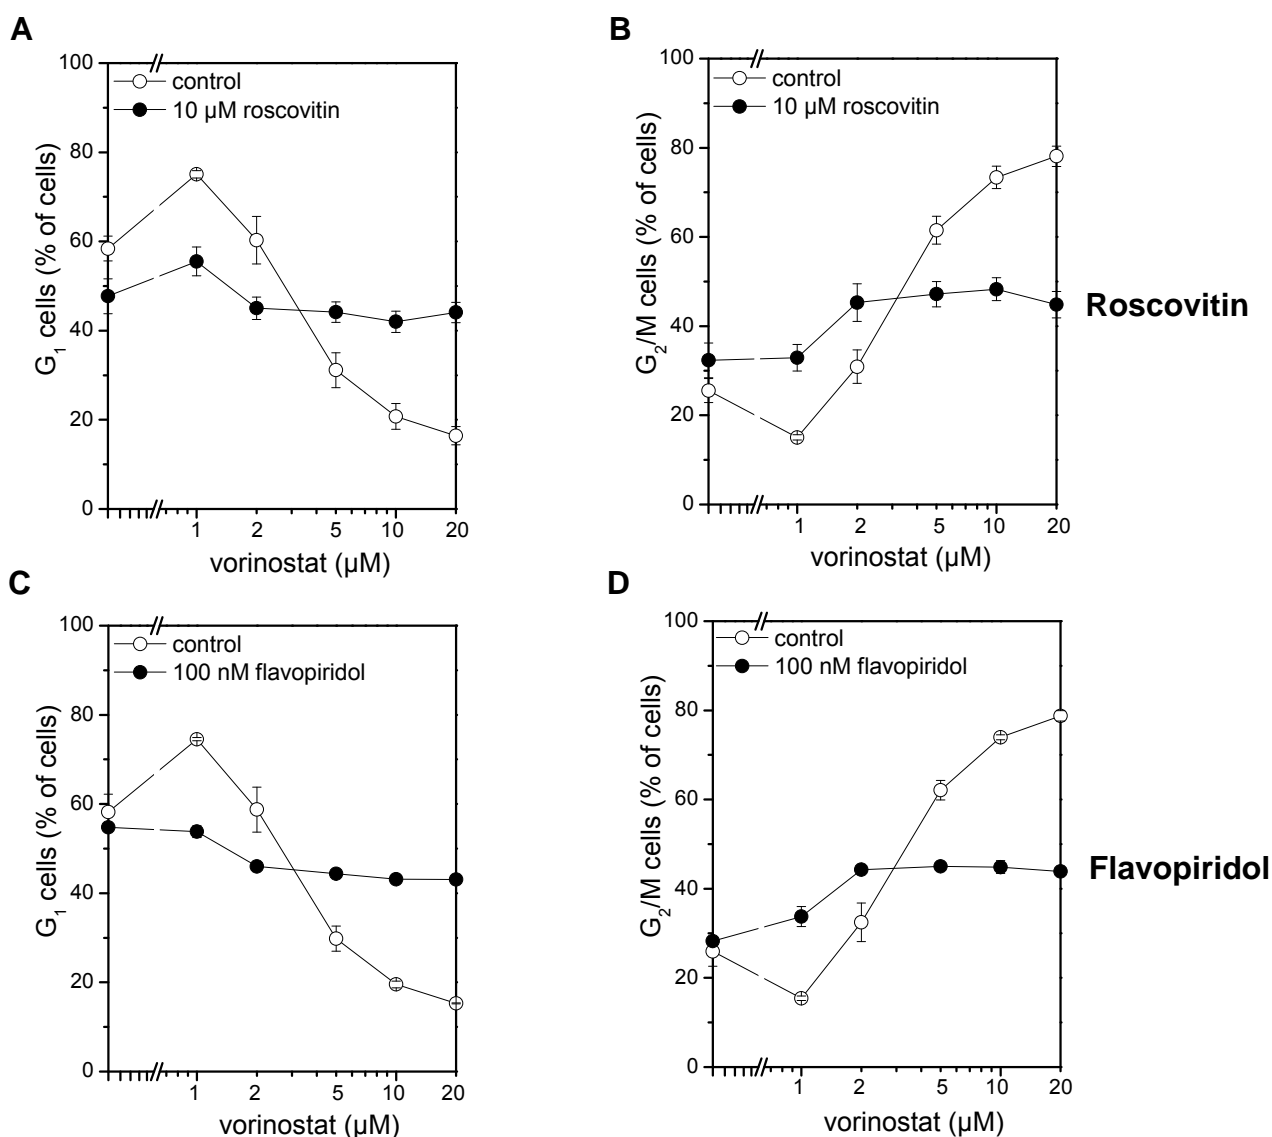 A
100
80
60
40
20
0
G1 cells (% of cells)
control
10 µM roscovitin
1 2 5 10 20
vorinostat (µM)
B
100
80
60
40
20
0
G2/M cells (% of cells)
control
10 µM roscovitin
1 2 5 10 20
vorinostat (µM)
Roscovitin
C
100
80
60
40
20
0
G1 cells (% of cells)
control
100 nM flavopiridol
1 2 5 10 20
vorinostat (µM)
D
100
80
60
40
20
0
G2/M cells (% of cells)
control
100 nM flavopiridol
1 2 5 10 20
vorinostat (µM)
Flavopiridol